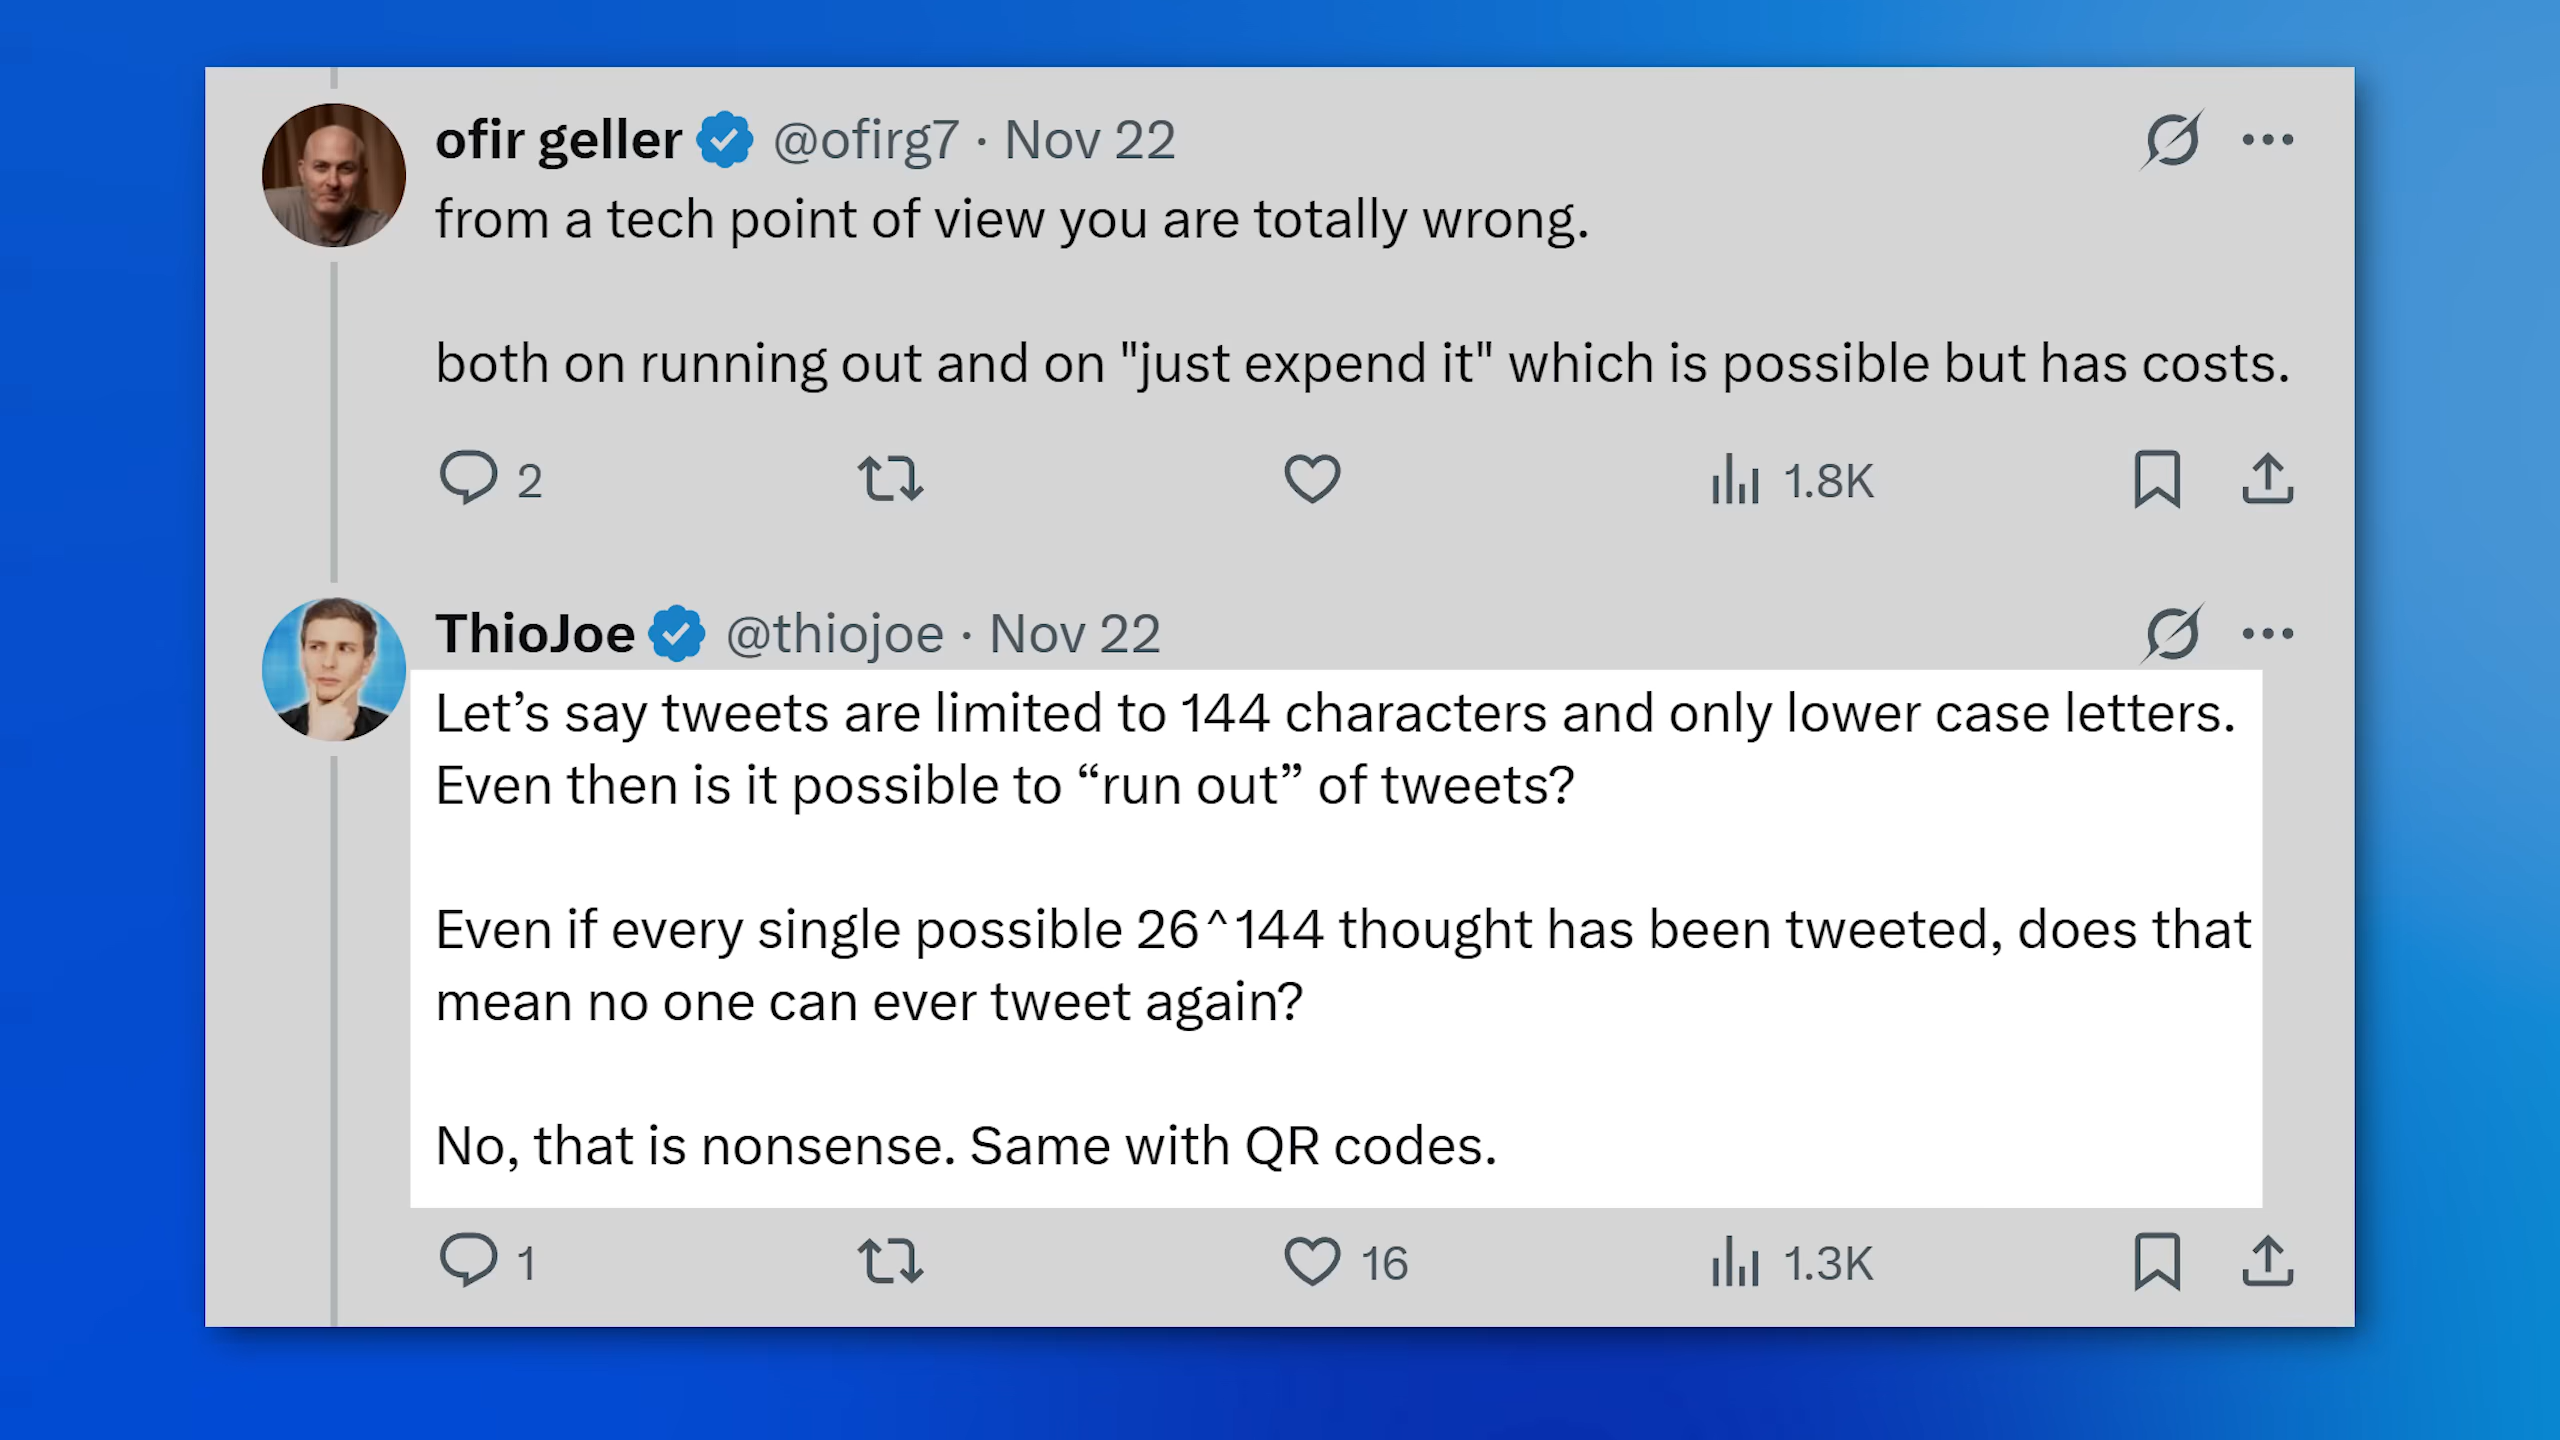 ofir geller @ofirg7 · Nov 22
from a tech point of view you are totally wrong.
both on running out and on "just expend it" which is possible but has costs.
2 1.8K
ThioJoe @thiojoe · Nov 22
Let’s say tweets are limited to 144 characters and only lower case letters.
Even then is it possible to “run out” of tweets?
Even if every single possible 26^144 thought has been tweeted, does that
mean no one can ever tweet again?
No, that is nonsense. Same with QR codes.
1 16 1.3K